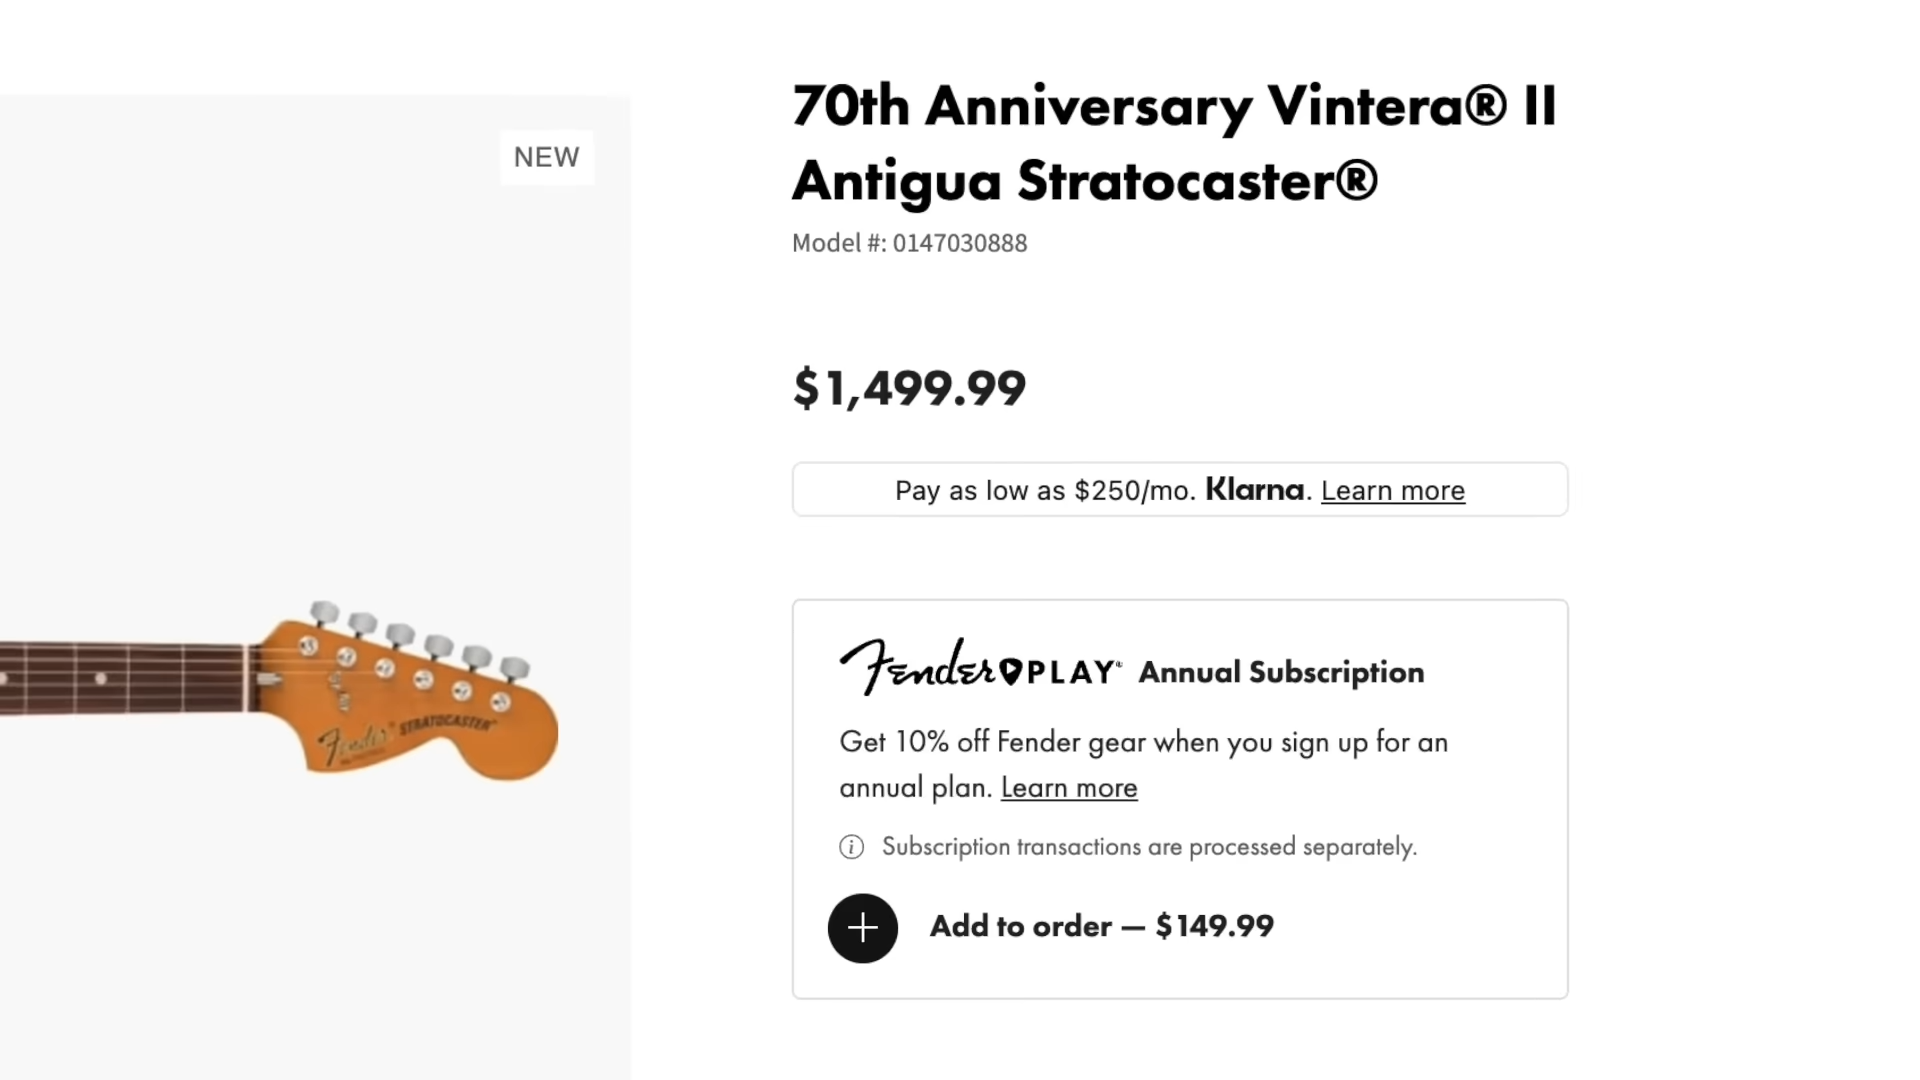 NEW
70th Anniversary Vintera® II
Antigua Stratocaster®
Model #: 0147030888
$1,499.99
Pay as low as $250/mo. Klarna. Learn more
Fender PLAY® Annual Subscription
Get 10% off Fender gear when you sign up for an
annual plan. Learn more
Subscription transactions are processed separately.
Add to order — $149.99
Fender STRATOCASTER